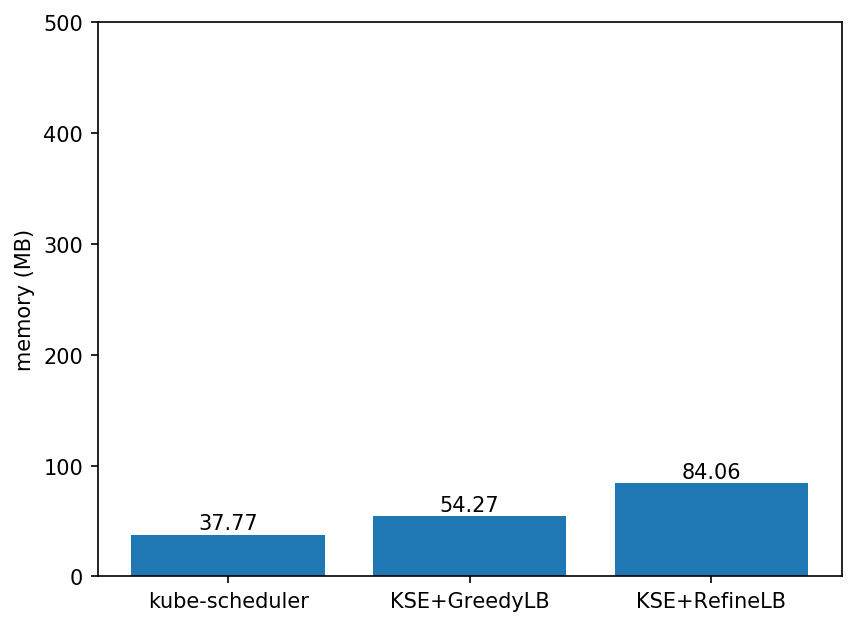 500
400
300
200
100
0
memory (MB)
37.77
54.27
84.06
kube-scheduler
KSE+GreedyLB
KSE+RefineLB